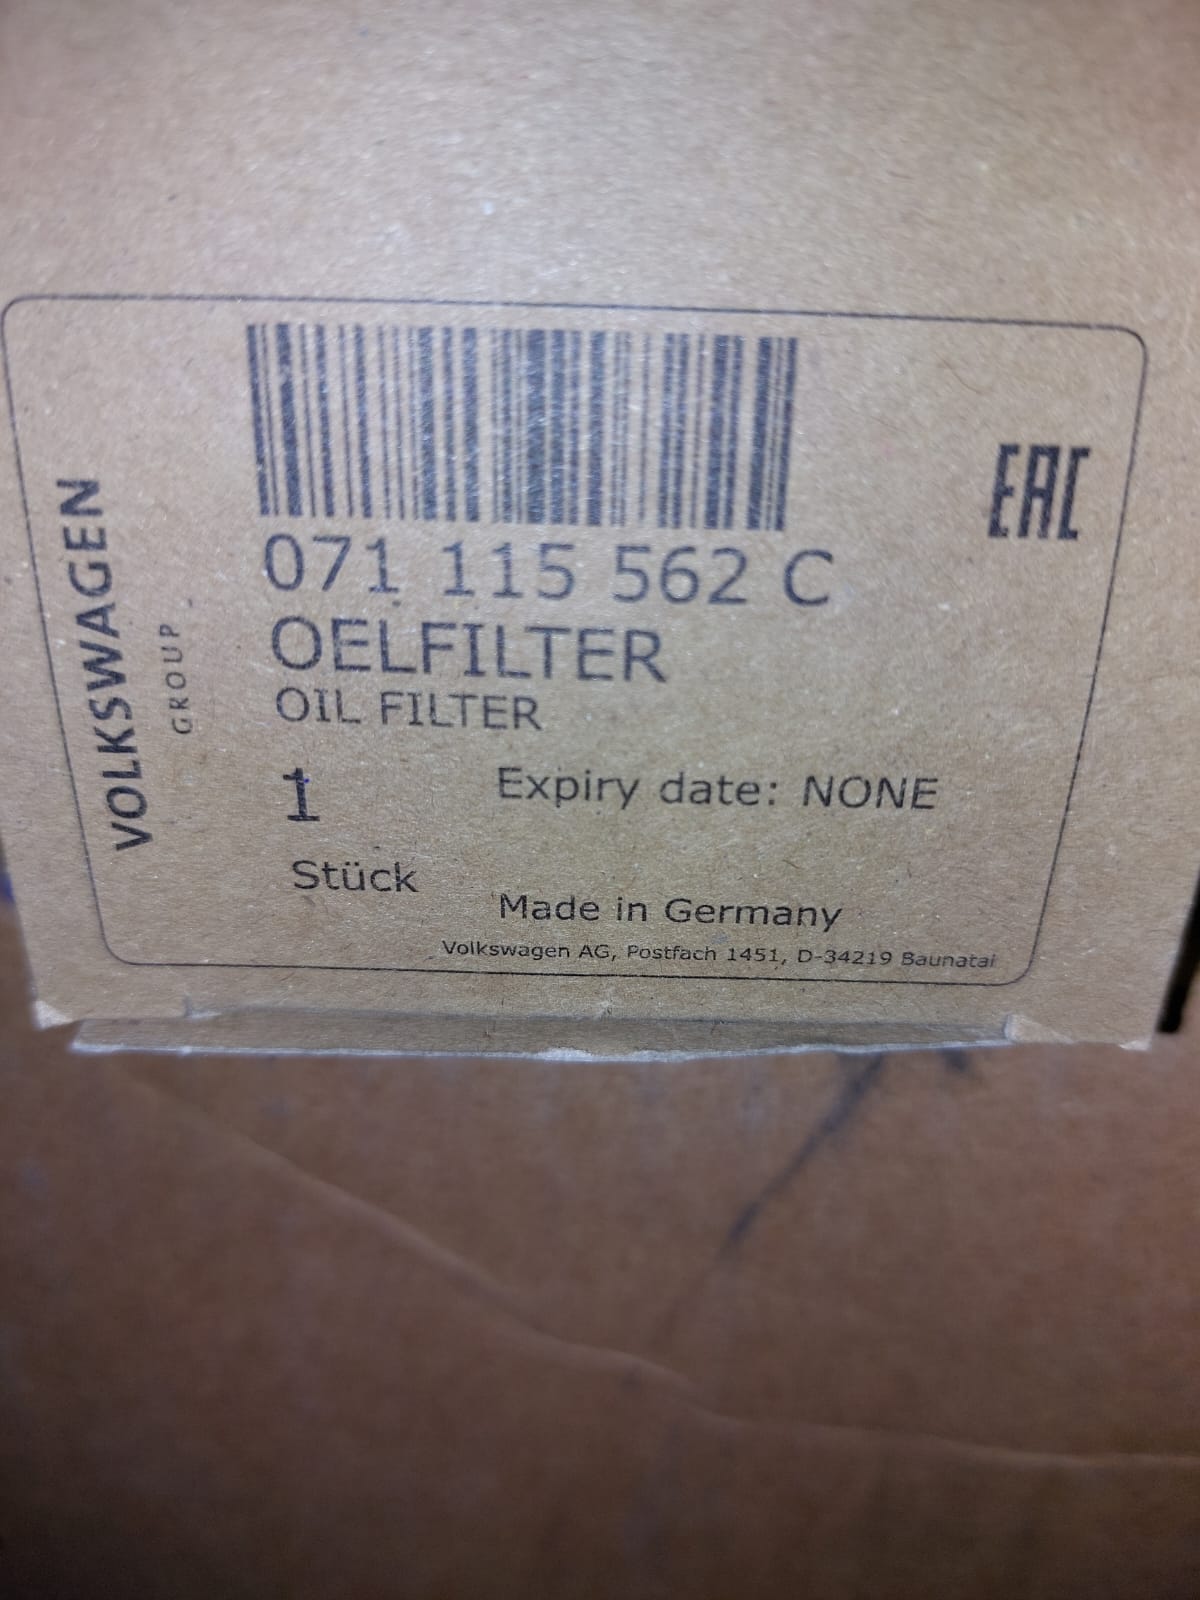 VOLKSWAGEN
GROUP
EAC
071 115 562 C
OELFILTER
OIL FILTER
1
Expiry date: NONE
Stück
Made in Germany
Volkswagen AG, Postfach 1451, D-34219 Baunatal